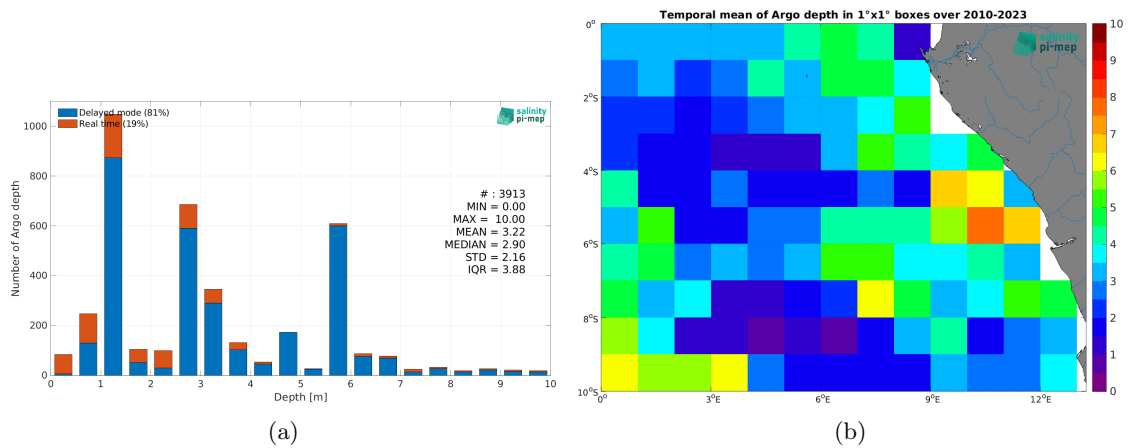 Delayed mode (81%)
Real time (19%)
salinity
pi-mep
# : 3913
MIN = 0.00
MAX = 10.00
MEAN = 3.22
MEDIAN = 2.90
STD = 2.16
IQR = 3.88
Number of Argo depth
1000
800
600
400
200
0
0 1 2 3 4 5 6 7 8 9 10
Depth [m]
(a)
Temporal mean of Argo depth in 1°x1° boxes over 2010-2023
salinity
pi-mep
0°
2°S
4°S
6°S
8°S
10°S
0° 3°E 6°E 9°E 12°E
10
9
8
7
6
5
4
3
2
1
0
(b)